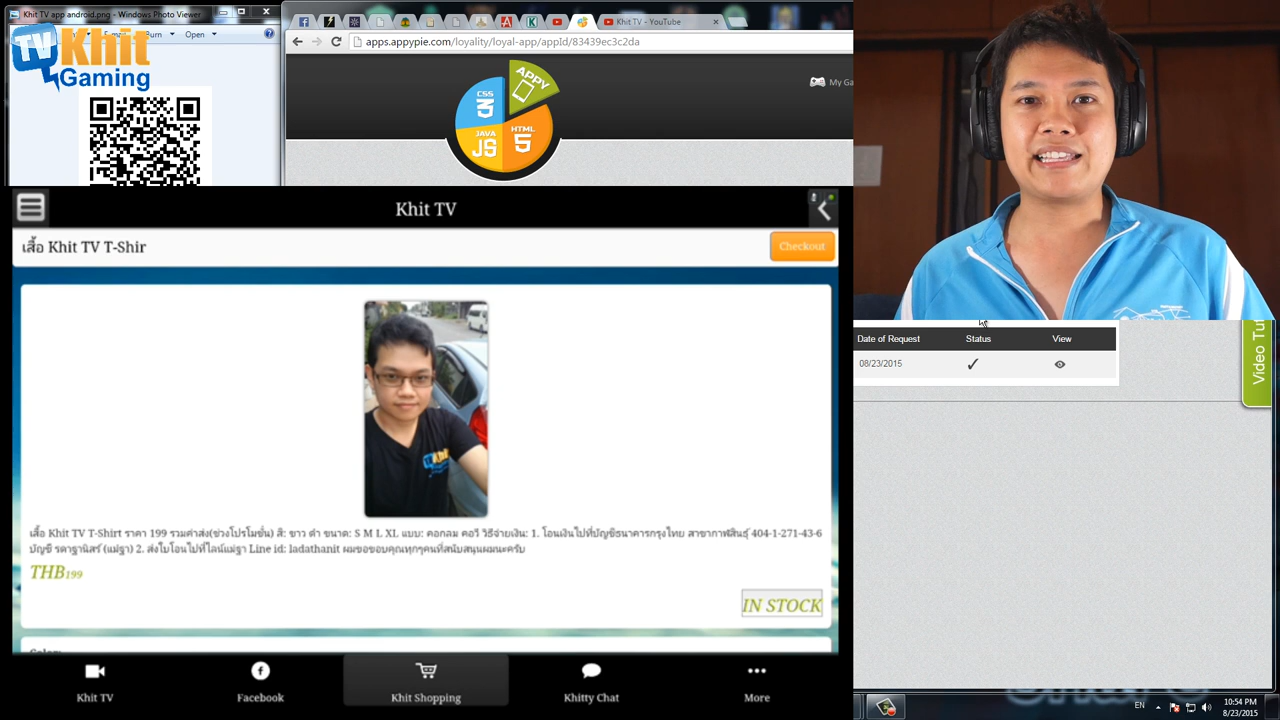 Khit TV app android.png - Windows Photo Viewer
Burn
Open
TV Khit
Gaming
Khit TV - YouTube
apps.appypie.com/loyality/loyal-app/appId/83439ec3c2da
My Ga
APPY
CSS
3
JAVA
JS
HTML
5
Khit TV
เสื้อ Khit TV T-Shir
Checkout
เสื้อ Khit TV T-Shirt ราคา 199 รวมค่าส่ง(ช่วงโปรโมชั่น) สี: ขาว ดำ ขนาด: S M L XL แบบ: คอกลม คอวี วิธีจ่ายเงิน: 1. โอนเงินไปที่บัญชีธนาคารกรุงไทย สาขากาฬสินธุ์ 404-1-271-43-6
บัญชี รดาฐานิสร์ (แม่ฐา) 2. ส่งใบโอนไปที่ไลน์แม่ฐา Line id: ladathanit ผมขอขอบคุณทุกๆคนที่สนับสนุนผมนะครับ
THB199
IN STOCK
Khit TV
Facebook
Khit Shopping
Khitty Chat
More
Date of Request
Status
View
08/23/2015
Video Tu
EN
10:54 PM
8/23/2015